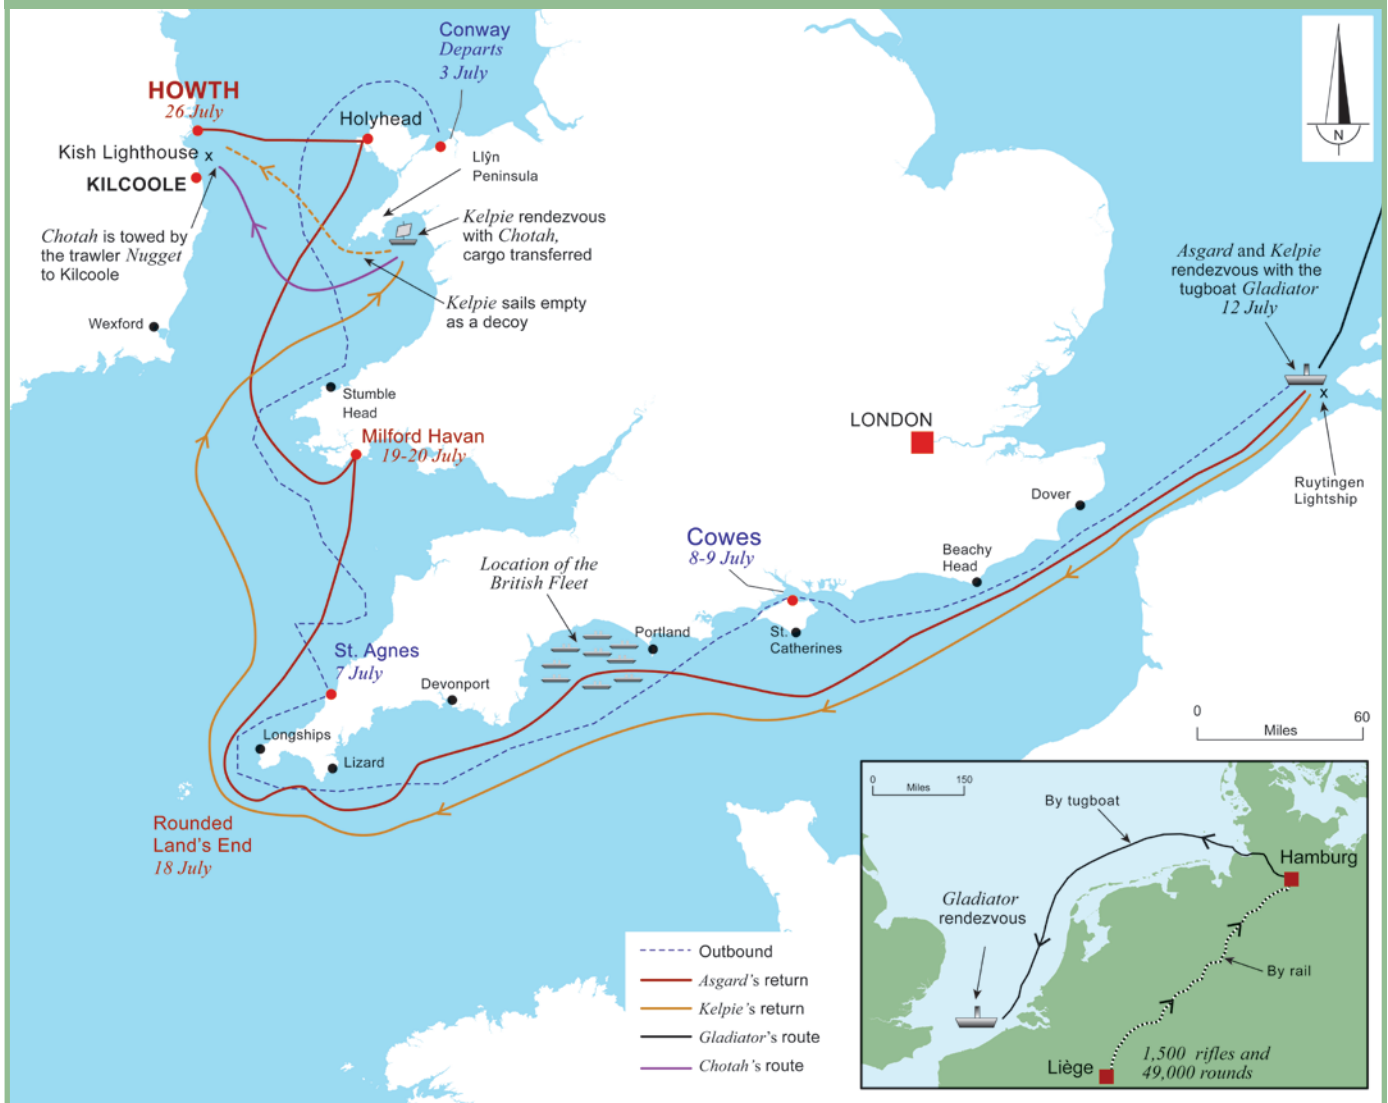 Conway
Departs
3 July
HOWTH
26 July
Holyhead
Kish Lighthouse x
KILCOOLE
Llŷn
Peninsula
N
Chotah is towed by
the trawler Nugget
to Kilcoole
Kelpie rendezvous
with Chotah,
cargo transferred
Asgard and Kelpie
rendezvous with the
tugboat Gladiator
12 July
Kelpie sails empty
as a decoy
Wexford
Stumble
Head
x
LONDON
Milford Havan
19-20 July
Ruytingen
Lightship
Dover
Cowes
8-9 July
Beachy
Head
Location of the
British Fleet
Portland
St.
Catherines
St. Agnes
7 July
Devonport
Longships
Lizard
0 60
Miles
Rounded
Land's End
18 July
Outbound
Asgard's return
Kelpie's return
Gladiator's route
Chotah's route
0 150
Miles
By tugboat
Hamburg
Gladiator
rendezvous
By rail
Liège
1,500 rifles and
49,000 rounds